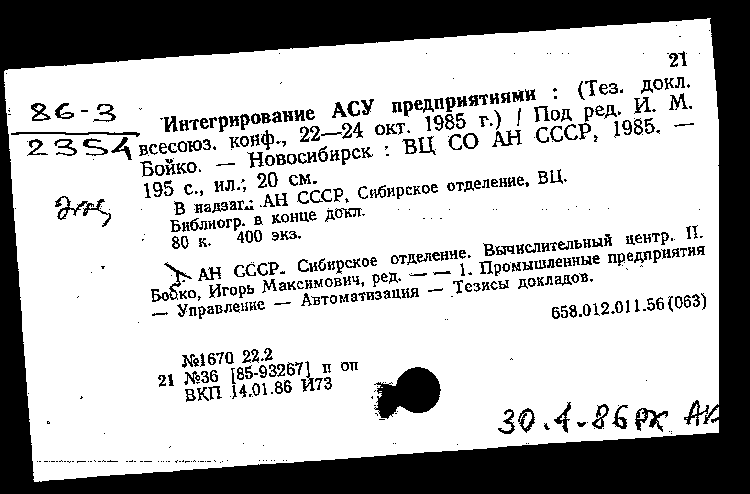 21
86-3
2354
Интегрирование АСУ предприятиями : (Тез. докл.
всесоюз. конф., 22—24 окт. 1985 г.) / Под ред. И. М.
Бойко. — Новосибирск : ВЦ СО АН СССР, 1985. —
195 с., ил.; 20 см.
В надзаг.: АН СССР, Сибирское отделение, ВЦ.
Библиогр. в конце докл.
80 к. 400 экз.
I. АН СССР. Сибирское отделение. Вычислительный центр. II.
Бойко, Игорь Максимович, ред. — — 1. Промышленные предприятия
— Управление — Автоматизация — Тезисы докладов.
658.012.011.56(063)
№1670 22.2
21 №36 [85-93267] п оп
ВКП 14.01.86 И73
30.4-86